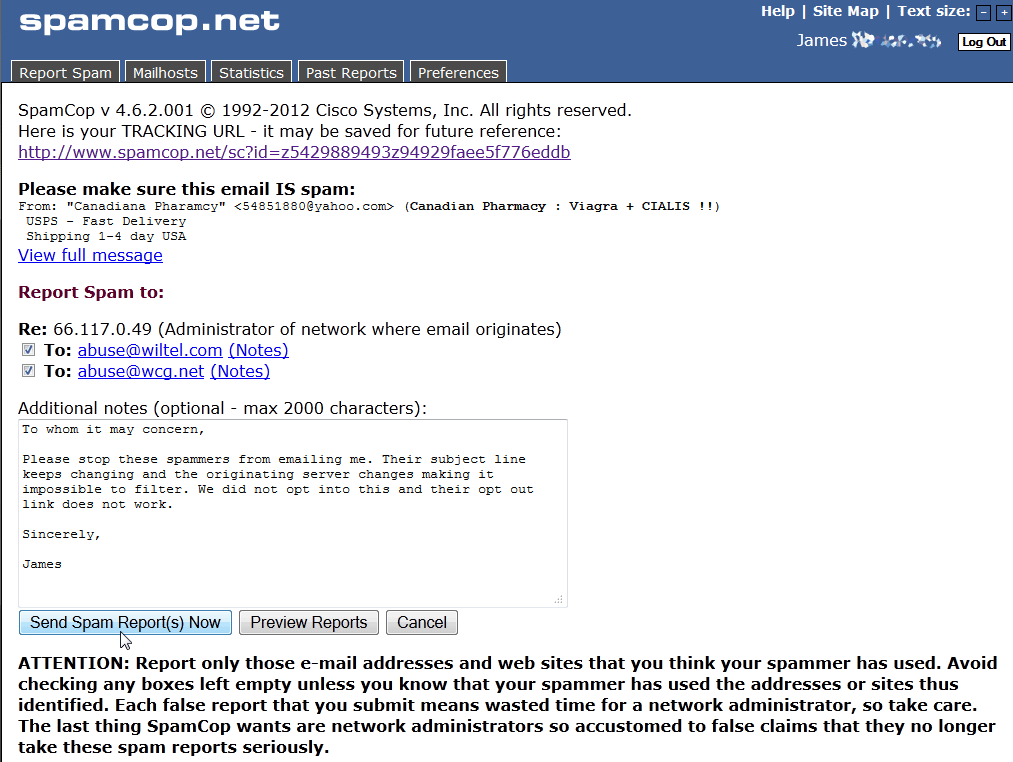 spamcop.net
Help | Site Map | Text size: - +
James
Log Out
Report Spam Mailhosts Statistics Past Reports Preferences
SpamCop v 4.6.2.001 © 1992-2012 Cisco Systems, Inc. All rights reserved.
Here is your TRACKING URL - it may be saved for future reference:
http://www.spamcop.net/sc?id=z5429889493z94929faee5f776eddb
Please make sure this email IS spam:
From: "Canadiana Pharamcy" <54851880@yahoo.com> (Canadian Pharmacy : Viagra + CIALIS !!)
USPS - Fast Delivery
Shipping 1-4 day USA
View full message
Report Spam to:
Re: 66.117.0.49 (Administrator of network where email originates)
To: abuse@wiltel.com (Notes)
To: abuse@wcg.net (Notes)
Additional notes (optional - max 2000 characters):
To whom it may concern,
Please stop these spammers from emailing me. Their subject line
keeps changing and the originating server changes making it
impossible to filter. We did not opt into this and their opt out
link does not work.
Sincerely,
James
Send Spam Report(s) Now Preview Reports Cancel
ATTENTION: Report only those e-mail addresses and web sites that you think your spammer has used. Avoid
checking any boxes left empty unless you know that your spammer has used the addresses or sites thus
identified. Each false report that you submit means wasted time for a network administrator, so take care.
The last thing SpamCop wants are network administrators so accustomed to false claims that they no longer
take these spam reports seriously.